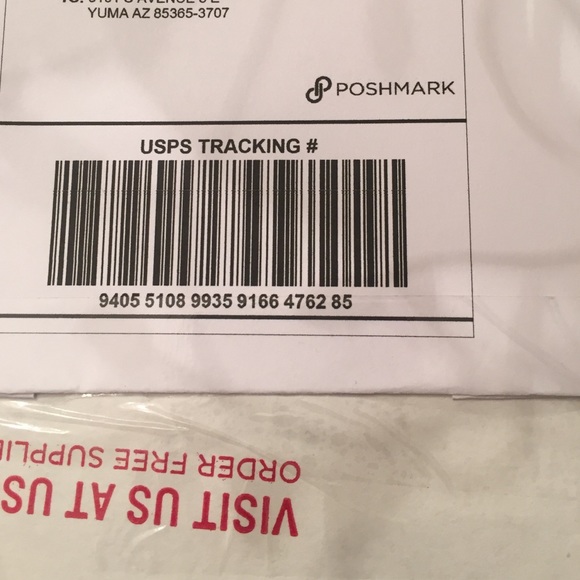 YUMA AZ 85365-3707
POSHMARK
USPS TRACKING #
9405 5108 9935 9166 4762 85
VISIT US AT US
ORDER FREE